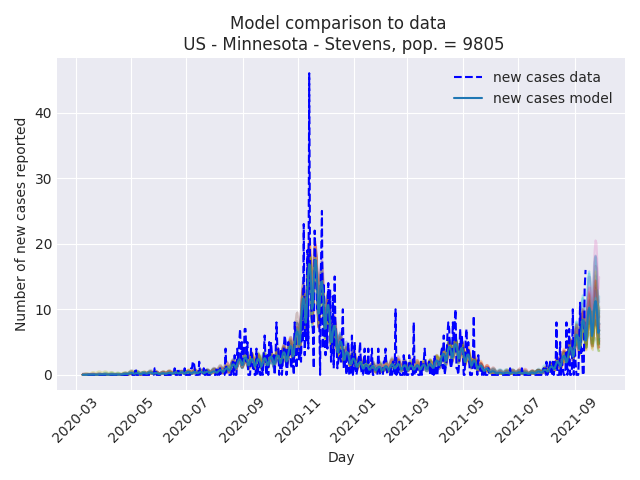 Model comparison to data
US - Minnesota - Stevens, pop. = 9805
new cases data
new cases model
Number of new cases reported
40
30
20
10
0
2020-03
2020-05
2020-07
2020-09
2020-11
2021-01
2021-03
2021-05
2021-07
2021-09
Day